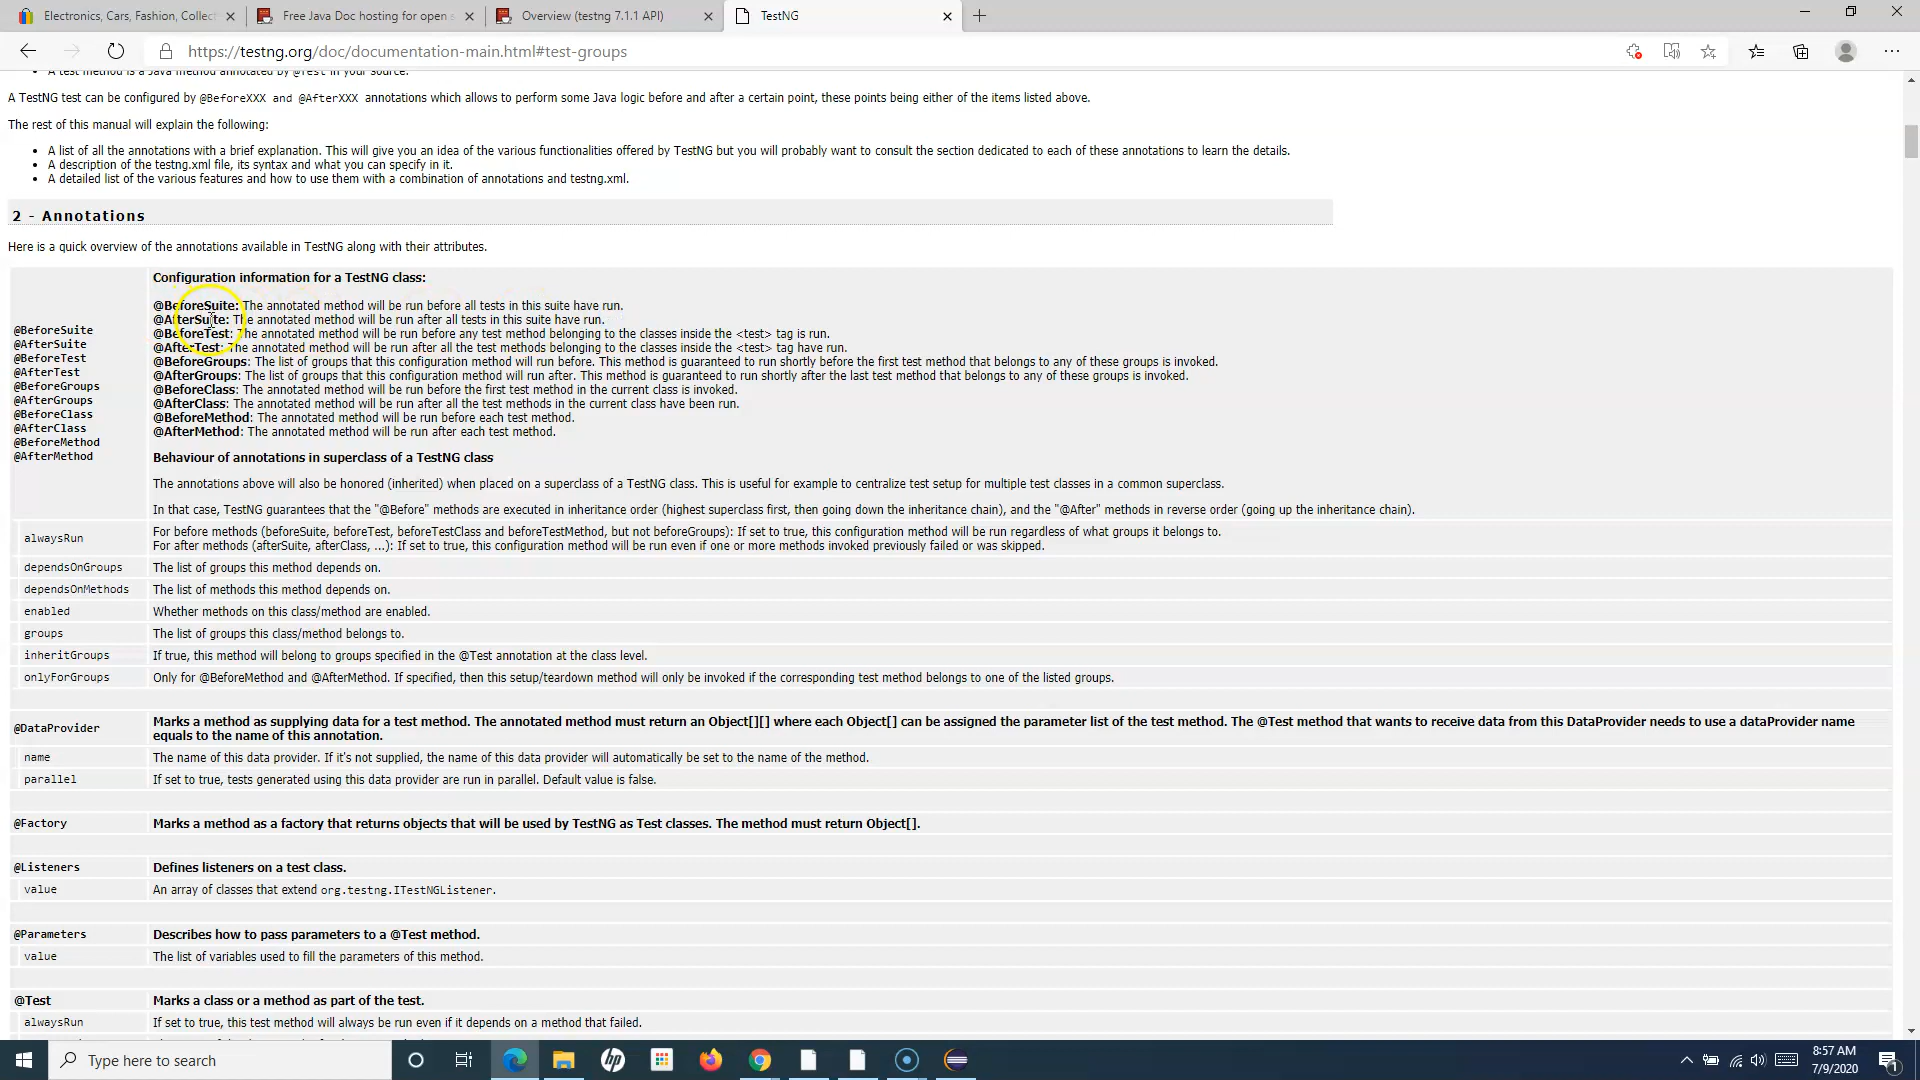 Electronics, Cars, Fashion, Collec
Free Java Doc hosting for open s
Overview (testng 7.1.1 API)
TestNG
https://testng.org/doc/documentation-main.html#test-groups
A test method is a Java method annotated by @Test in your source.
A TestNG test can be configured by @BeforeXXX and @AfterXXX annotations which allows to perform some Java logic before and after a certain point, these points being either of the items listed above.
The rest of this manual will explain the following:
A list of all the annotations with a brief explanation. This will give you an idea of the various functionalities offered by TestNG but you will probably want to consult the section dedicated to each of these annotations to learn the details.
A description of the testng.xml file, its syntax and what you can specify in it.
A detailed list of the various features and how to use them with a combination of annotations and testng.xml.
2 - Annotations
Here is a quick overview of the annotations available in TestNG along with their attributes.
@BeforeSuite
@AfterSuite
@BeforeTest
@AfterTest
@BeforeGroups
@AfterGroups
@BeforeClass
@AfterClass
@BeforeMethod
@AfterMethod
Configuration information for a TestNG class:
@BeforeSuite: The annotated method will be run before all tests in this suite have run.
@AfterSuite: The annotated method will be run after all tests in this suite have run.
@BeforeTest: The annotated method will be run before any test method belonging to the classes inside the <test> tag is run.
@AfterTest: The annotated method will be run after all the test methods belonging to the classes inside the <test> tag have run.
@BeforeGroups: The list of groups that this configuration method will run before. This method is guaranteed to run shortly before the first test method that belongs to any of these groups is invoked.
@AfterGroups: The list of groups that this configuration method will run after. This method is guaranteed to run shortly after the last test method that belongs to any of these groups is invoked.
@BeforeClass: The annotated method will be run before the first test method in the current class is invoked.
@AfterClass: The annotated method will be run after all the test methods in the current class have been run.
@BeforeMethod: The annotated method will be run before each test method.
@AfterMethod: The annotated method will be run after each test method.
Behaviour of annotations in superclass of a TestNG class
The annotations above will also be honored (inherited) when placed on a superclass of a TestNG class. This is useful for example to centralize test setup for multiple test classes in a common superclass.
In that case, TestNG guarantees that the "@Before" methods are executed in inheritance order (highest superclass first, then going down the inheritance chain), and the "@After" methods in reverse order (going up the inheritance chain).
alwaysRun
For before methods (beforeSuite, beforeTest, beforeTestClass and beforeTestMethod, but not beforeGroups): If set to true, this configuration method will be run regardless of what groups it belongs to.
For after methods (afterSuite, afterClass, ...): If set to true, this configuration method will be run even if one or more methods invoked previously failed or was skipped.
dependsOnGroups The list of groups this method depends on.
dependsOnMethods The list of methods this method depends on.
enabled Whether methods on this class/method are enabled.
groups The list of groups this class/method belongs to.
inheritGroups If true, this method will belong to groups specified in the @Test annotation at the class level.
onlyForGroups Only for @BeforeMethod and @AfterMethod. If specified, then this setup/teardown method will only be invoked if the corresponding test method belongs to one of the listed groups.
@DataProvider
Marks a method as supplying data for a test method. The annotated method must return an Object[][] where each Object[] can be assigned the parameter list of the test method. The @Test method that wants to receive data from this DataProvider needs to use a dataProvider name
equals to the name of this annotation.
name The name of this data provider. If it's not supplied, the name of this data provider will automatically be set to the name of the method.
parallel If set to true, tests generated using this data provider are run in parallel. Default value is false.
@Factory Marks a method as a factory that returns objects that will be used by TestNG as Test classes. The method must return Object[].
@Listeners Defines listeners on a test class.
value An array of classes that extend org.testng.ITestNGListener.
@Parameters Describes how to pass parameters to a @Test method.
value The list of variables used to fill the parameters of this method.
@Test Marks a class or a method as part of the test.
alwaysRun If set to true, this test method will always be run even if it depends on a method that failed.
Type here to search
hp
8:57 AM
7/9/2020
1